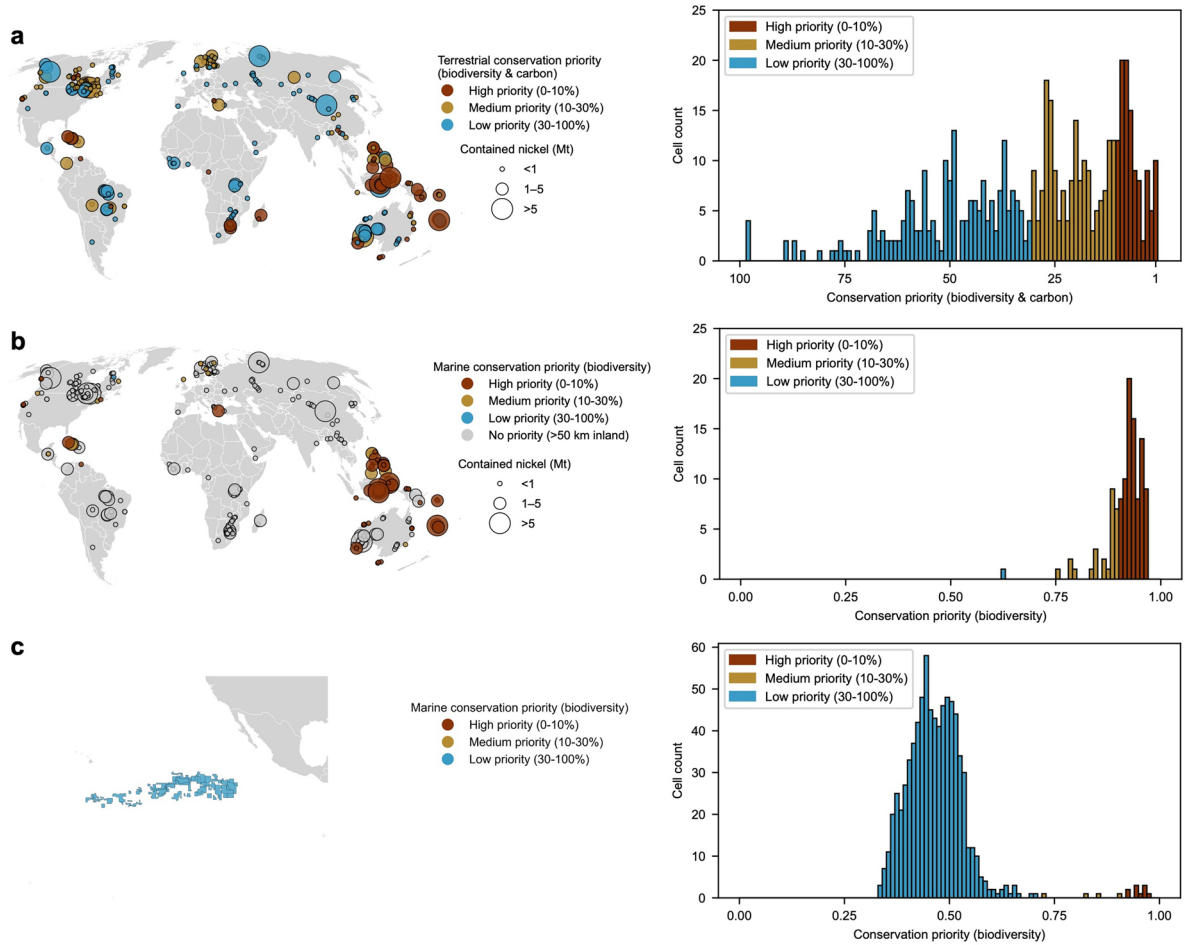 a
Terrestrial conservation priority
(biodiversity & carbon)
High priority (0-10%)
Medium priority (10-30%)
Low priority (30-100%)
Contained nickel (Mt)
<1
1–5
>5
25
20
15
10
5
0
Cell count
High priority (0-10%)
Medium priority (10-30%)
Low priority (30-100%)
100
75
50
25
1
Conservation priority (biodiversity & carbon)
b
Marine conservation priority (biodiversity)
High priority (0-10%)
Medium priority (10-30%)
Low priority (30-100%)
No priority (>50 km inland)
Contained nickel (Mt)
<1
1–5
>5
25
20
15
10
5
0
Cell count
High priority (0-10%)
Medium priority (10-30%)
Low priority (30-100%)
0.00
0.25
0.50
0.75
1.00
Conservation priority (biodiversity)
c
Marine conservation priority (biodiversity)
High priority (0-10%)
Medium priority (10-30%)
Low priority (30-100%)
60
50
40
30
20
10
0
Cell count
High priority (0-10%)
Medium priority (10-30%)
Low priority (30-100%)
0.00
0.25
0.50
0.75
1.00
Conservation priority (biodiversity)